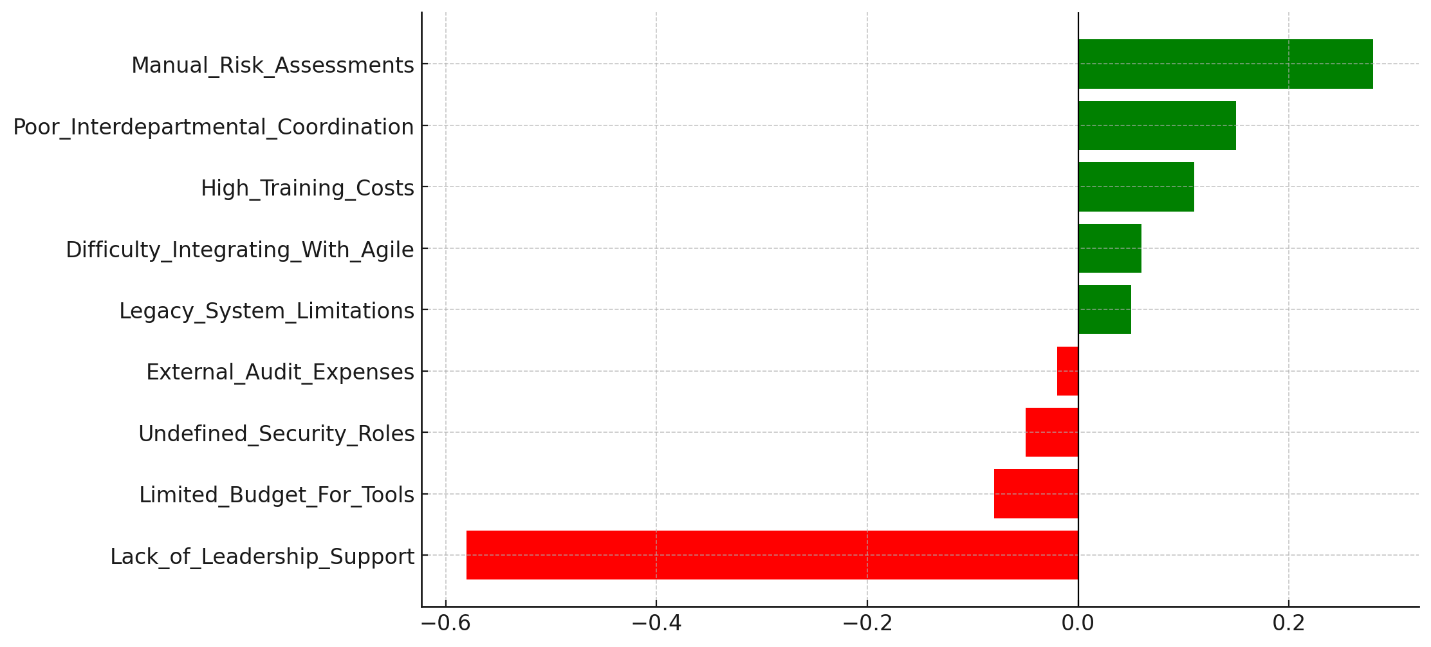 Manual_Risk_Assessments
Poor_Interdepartmental_Coordination
High_Training_Costs
Difficulty_Integrating_With_Agile
Legacy_System_Limitations
External_Audit_Expenses
Undefined_Security_Roles
Limited_Budget_For_Tools
Lack_of_Leadership_Support
−0.6 −0.4 −0.2 0.0 0.2